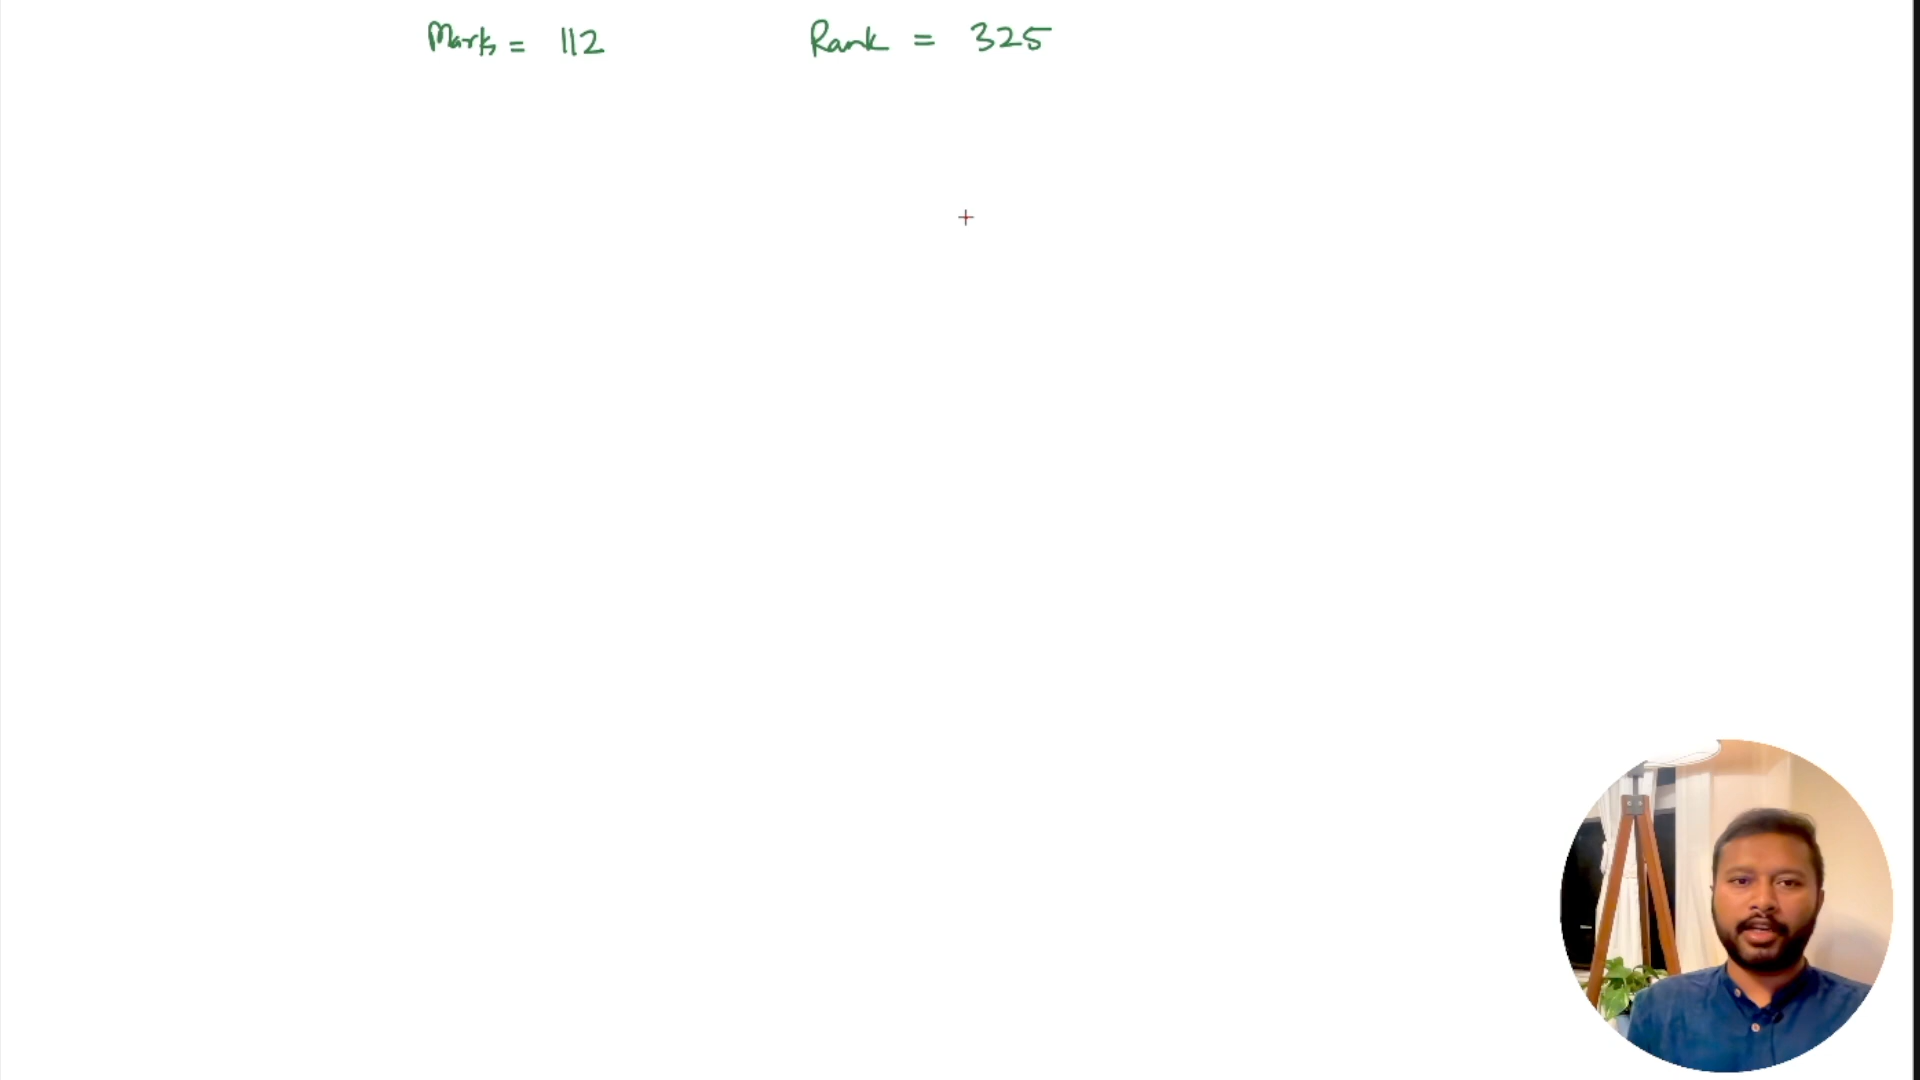 Marks = 112 Rank = 325